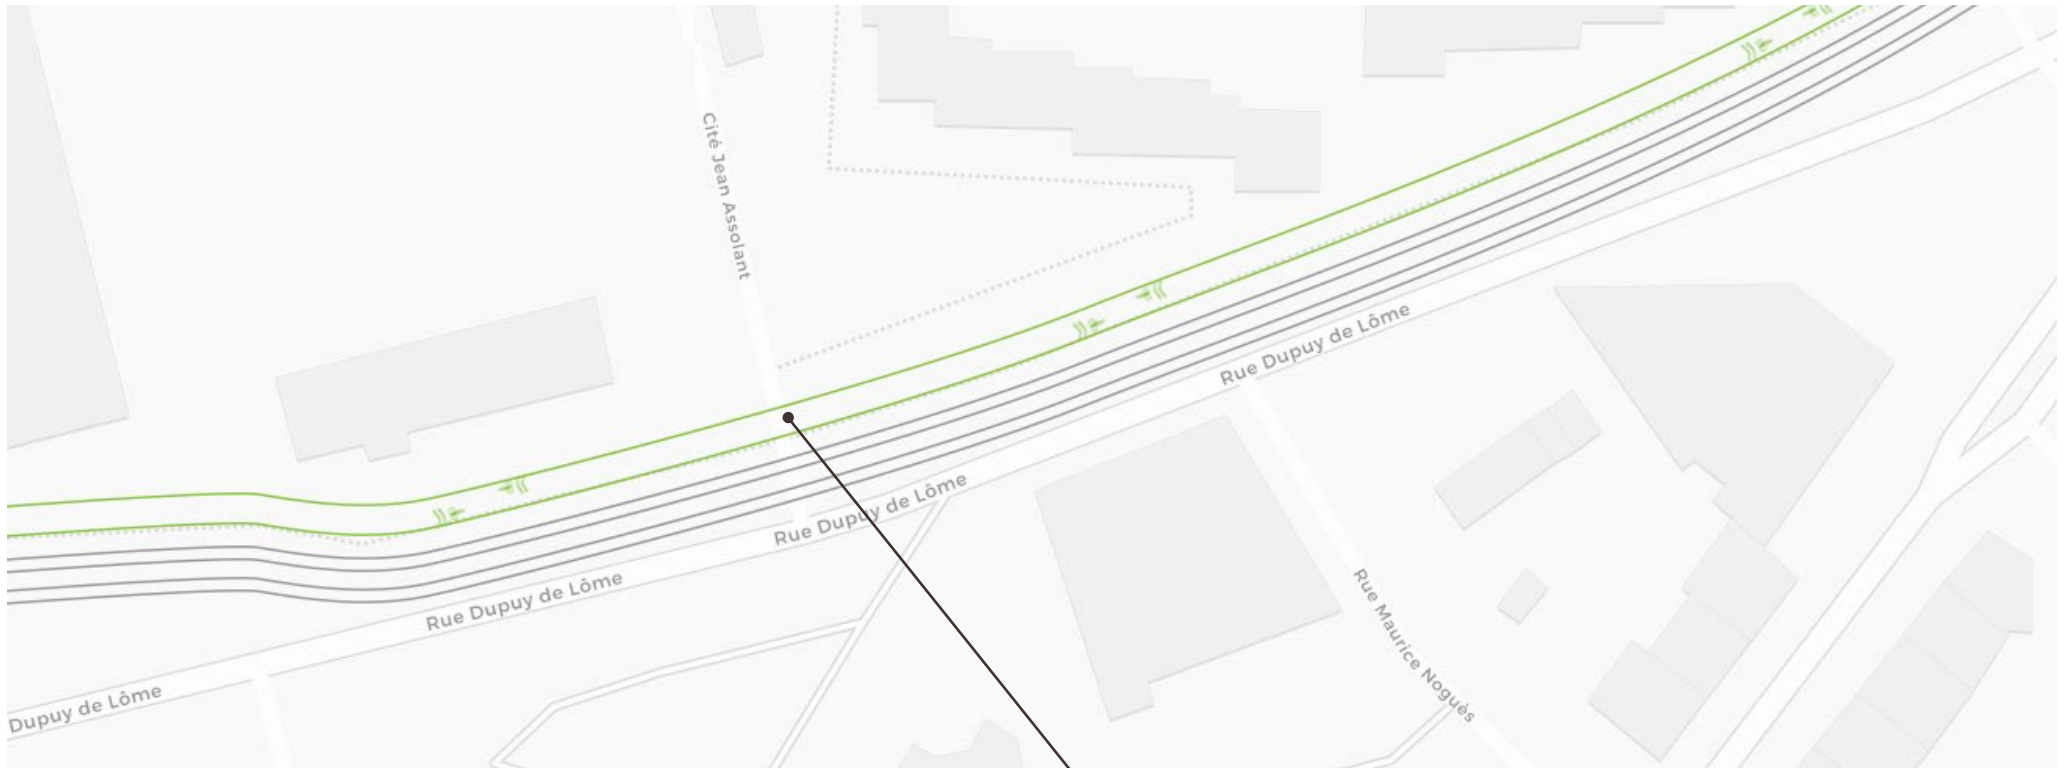 Cité Jean Assolant
Rue Dupuy de Lôme
Rue Dupuy de Lôme
Rue Dupuy de Lôme
Dupuy de Lôme
Rue Maurice Noguès